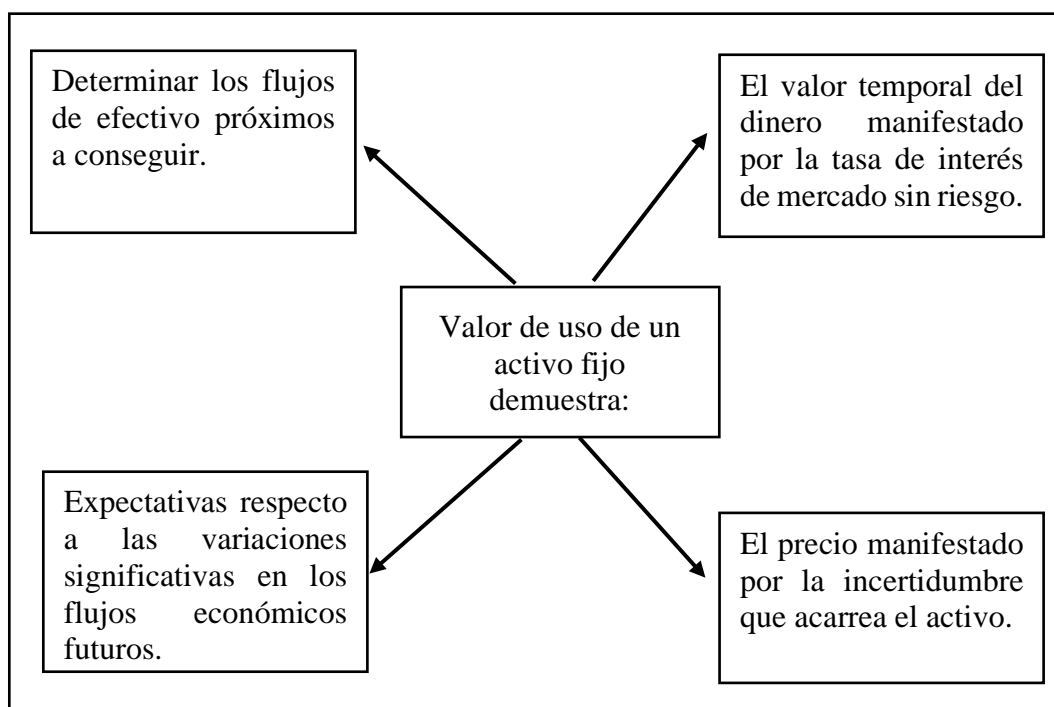 Determinar los flujos
de efectivo próximos
a conseguir.
El valor temporal del
dinero manifestado
por la tasa de interés
de mercado sin riesgo.
Valor de uso de un
activo fijo
demuestra:
Expectativas respecto
a las variaciones
significativas en los
flujos económicos
futuros.
El precio manifestado
por la incertidumbre
que acarrea el activo.